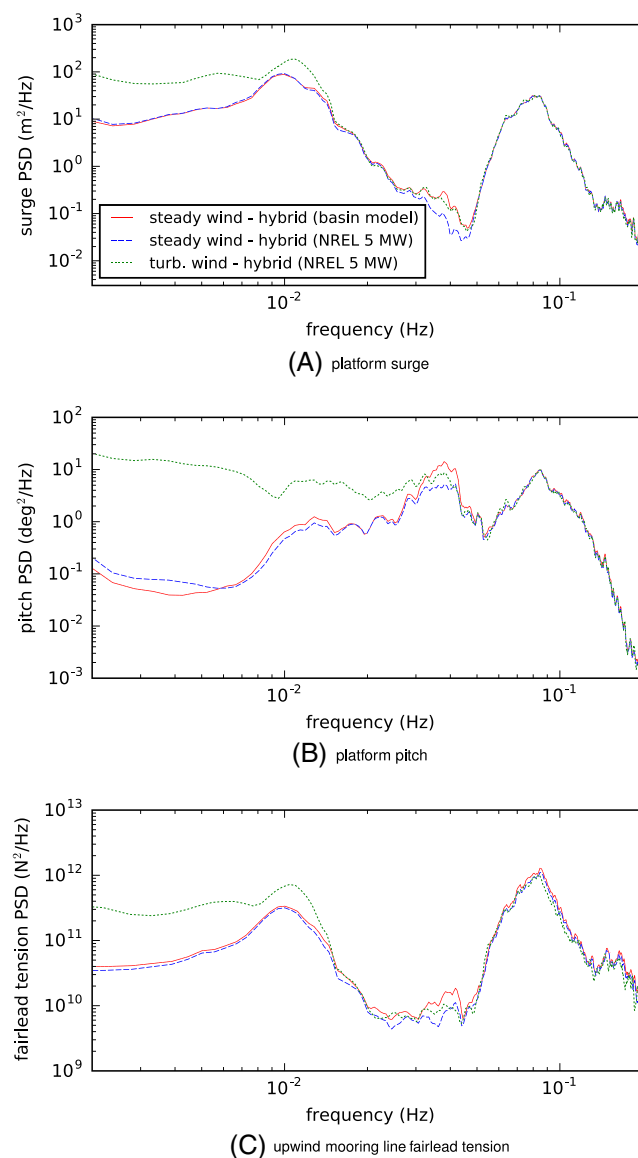 10³
10²
10¹
10⁰
10⁻¹
10⁻²
surge PSD (m²/Hz)
steady wind - hybrid (basin model)
steady wind - hybrid (NREL 5 MW)
turb. wind - hybrid (NREL 5 MW)
10⁻² 10⁻¹
frequency (Hz)
(A) platform surge
10²
10¹
10⁰
10⁻¹
10⁻²
10⁻³
pitch PSD (deg²/Hz)
10⁻² 10⁻¹
frequency (Hz)
(B) platform pitch
10¹³
10¹²
10¹¹
10¹⁰
10⁹
fairlead tension PSD (N²/Hz)
10⁻² 10⁻¹
frequency (Hz)
(C) upwind mooring line fairlead tension